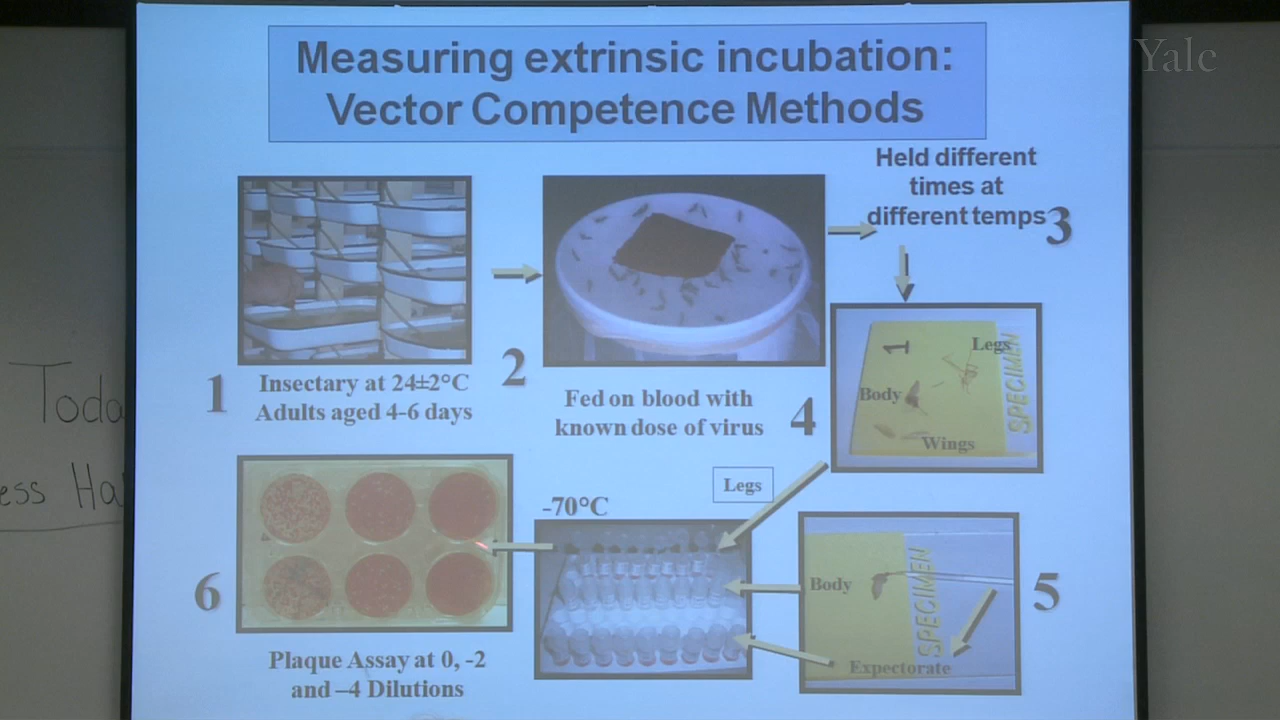 Measuring extrinsic incubation:
Vector Competence Methods
Yale
Held different
times at
different temps
3
1
Insectary at 24±2°C
Adults aged 4-6 days
2
Fed on blood with
known dose of virus
4
1
Legs
Body
Wings
SPECIMEN
Legs
-70°C
Body
SPECIMEN
Expectorate
5
6
Plaque Assay at 0, -2
and –4 Dilutions
Toda
ess Ha